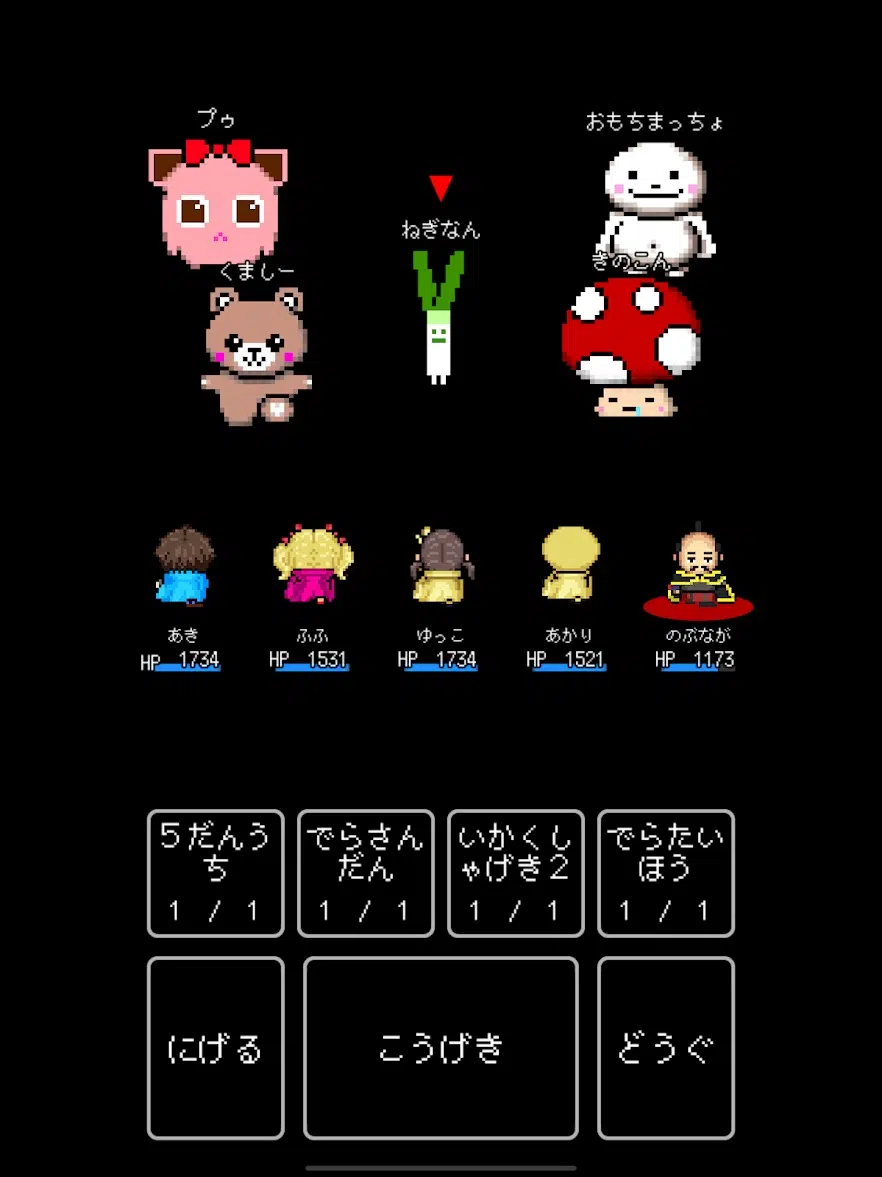 プゥ
おもちまっちょ
ねぎなん
くましー
きのこん
あき
ふふ
ゆっこ
あかり
のぶなが
HP 1734
HP 1531
HP 1734
HP 1521
HP 1173
５だんう
ち
1 / 1
でらさん
だん
1 / 1
いかくし
ゃげき２
1 / 1
でらたい
ほう
1 / 1
にげる
こうげき
どうぐ